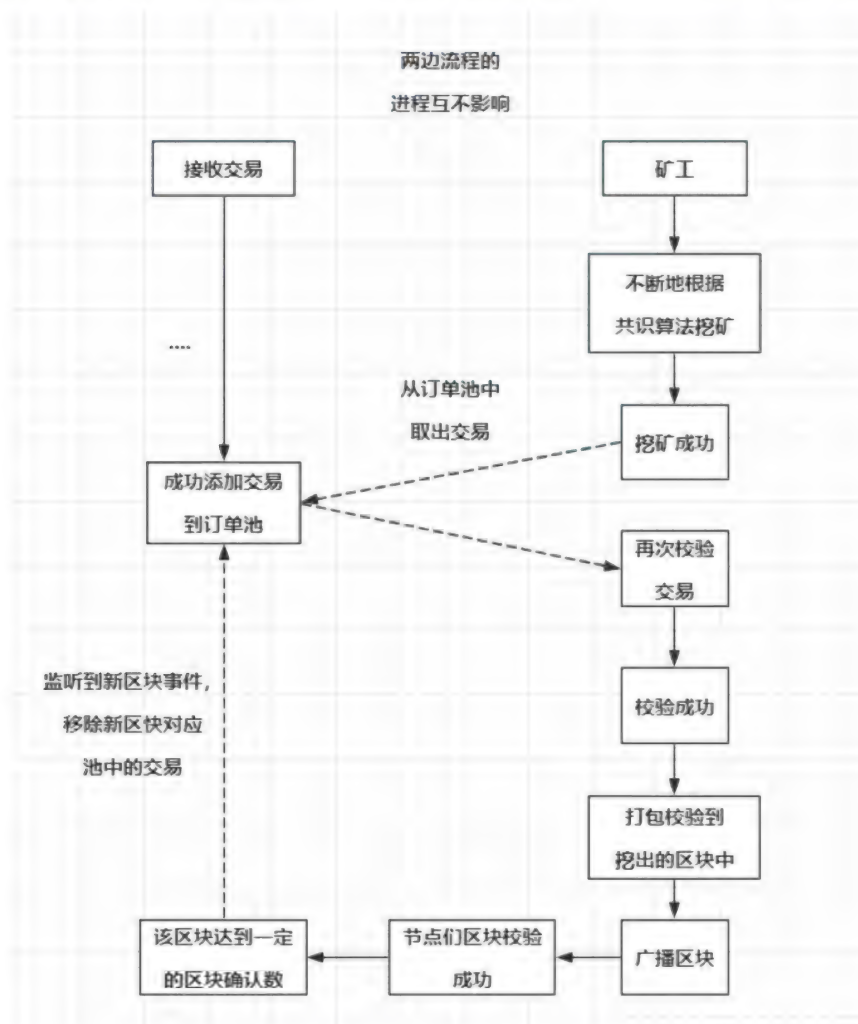 两边流程的
进程互不影响
接收交易
矿工
不断地根据
共识算法挖矿
....
从订单池中
取出交易
挖矿成功
成功添加交易
到订单池
再次校验
交易
监听到新区块事件，
移除新区快对应
池中的交易
校验成功
打包校验到
挖出的区块中
该区块达到一定
的区块确认数
节点们区块校验
成功
广播区块